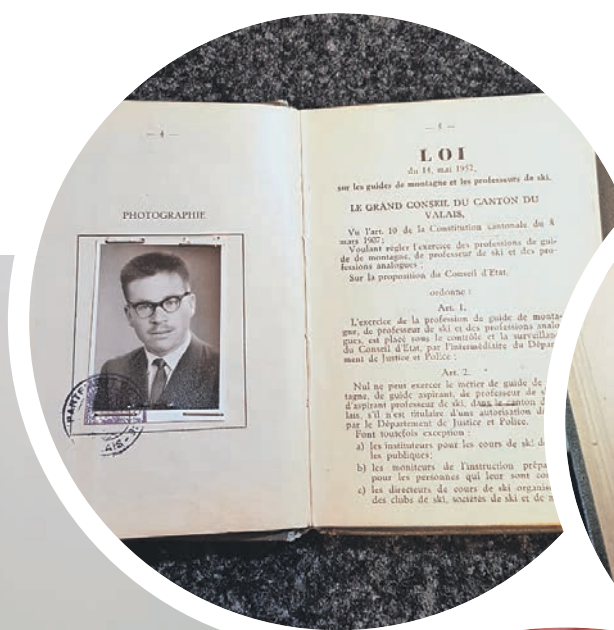 — 4 —
PHOTOGRAPHIE
AIS
— 5 —
LOI
du 14, mai 1952,
sur les guides de montagne et les professeurs de ski.
LE GRAND CONSEIL DU CANTON DU
VALAIS,
Vu l'art. 10 de la Constitution cantonale du 8
mars 1907;
Voulant régler l'exercice des professions de gui-
de de montagne, de professeur de ski et des pro-
fessions analogues;
Sur la proposition du Conseil d'Etat,
ordonne :
Art. 1.
L'exercice de la profession de guide de monta-
gne, de professeur de ski et des professions analo-
gues, est placé sous le contrôle et la surveillan
du Conseil d'Etat, par l'intermédiaire du Dépar
ment de Justice et Police :
Art. 2.
Nul ne peut exercer le métier de guide de
tagne, de guide aspirant, de professeur de s
d'aspirant professeur de ski, dans le canton d
lais, s'il n'est titulaire d'une autorisation d
par le Département de Justice et Police.
Font toutefois exception :
a) les instituteurs pour les cours de ski d
les publiques;
b) les moniteurs de l'instruction prépa
pour les personnes qui leur sont co
c) les directeurs de cours de ski organis
des clubs de ski, sociétés de ski et de